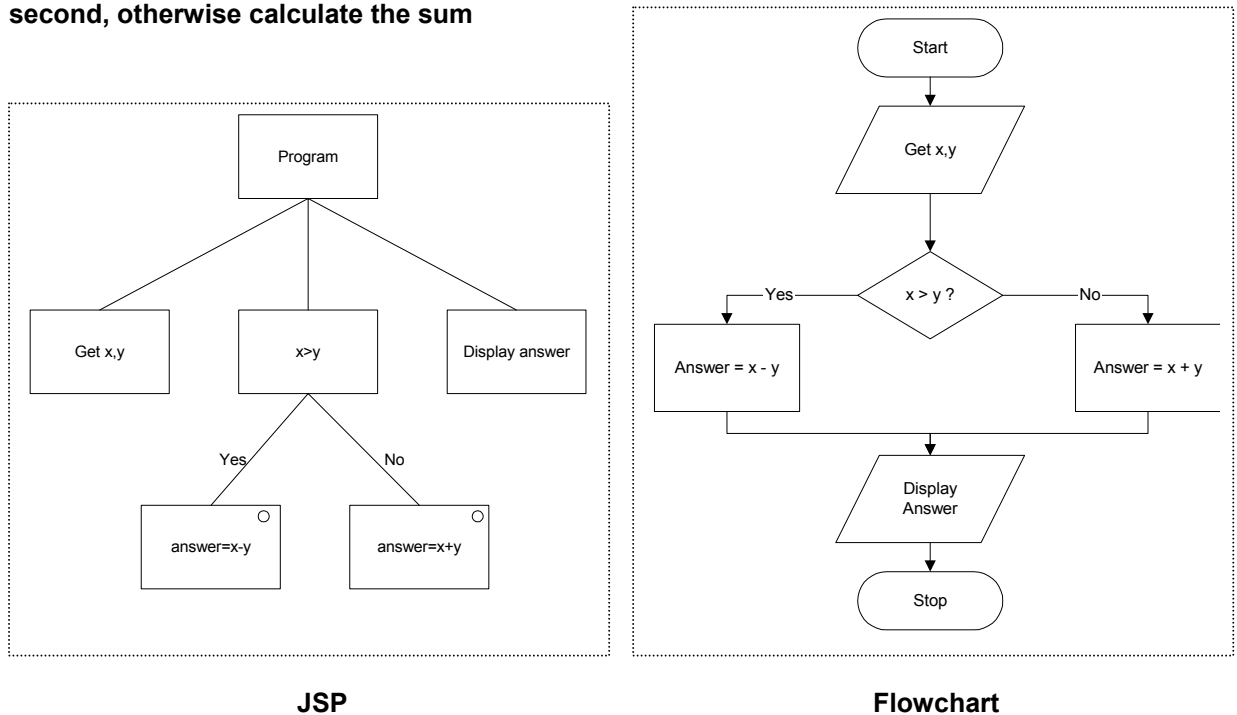 second, otherwise calculate the sum
Program
Get x,y
x>y
Display answer
Yes
No
answer=x-y
answer=x+y
JSP
Start
Get x,y
x > y ?
Yes
No
Answer = x - y
Answer = x + y
Display
Answer
Stop
Flowchart